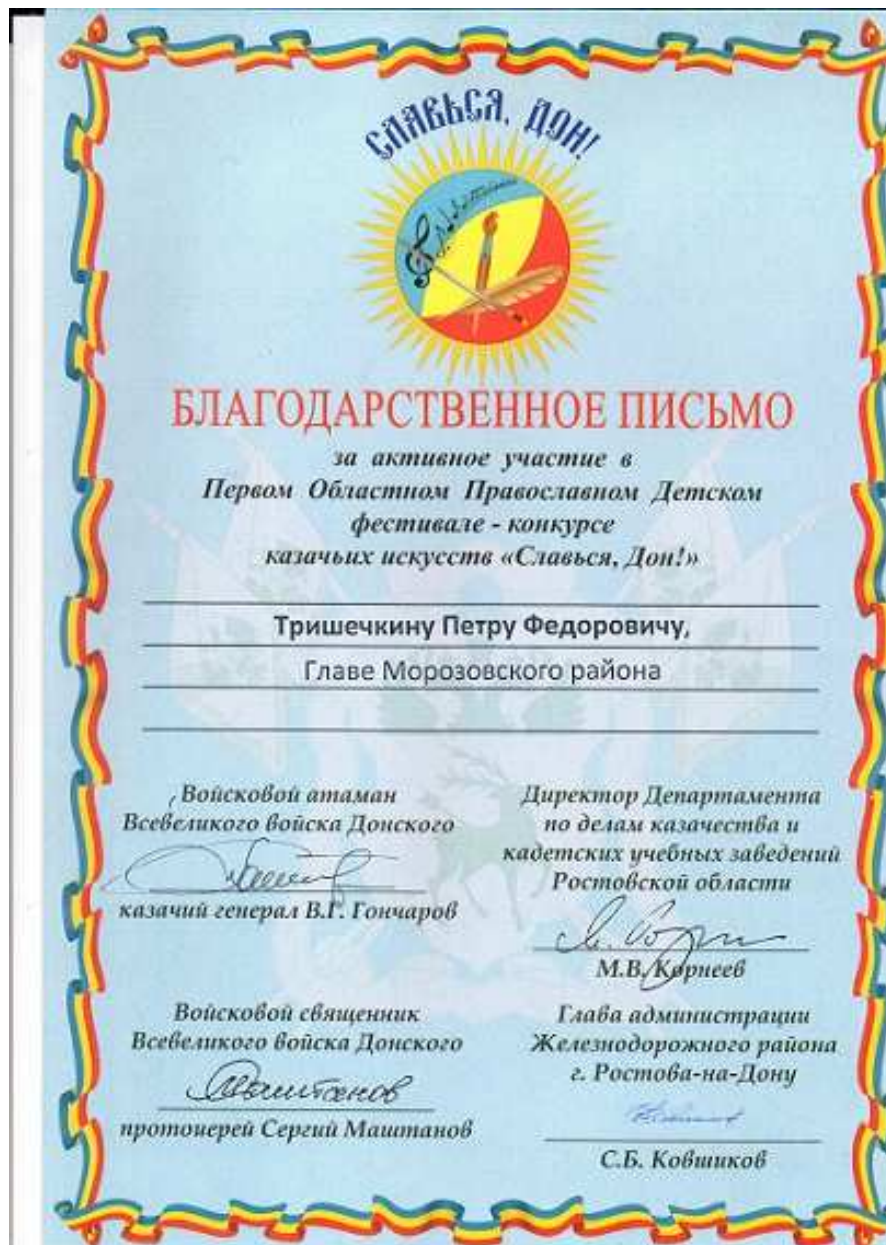 СЛАВЬСЯ, ДОН!
БЛАГОДАРСТВЕННОЕ ПИСЬМО
за активное участие в
Первом Областном Православном Детском
фестивале - конкурсе
казачьих искусств «Славься, Дон!»
Тришечкину Петру Федоровичу,
Главе Морозовского района
Войсковой атаман
Всевеликого войска Донского
казачий генерал В.Г. Гончаров
Директор Департамента
по делам казачества и
кадетских учебных заведений
Ростовской области
М.В. Корнеев
Войсковой священник
Всевеликого войска Донского
протоиерей Сергий Маштанов
Глава администрации
Железнодорожного района
г. Ростова-на-Дону
С.Б. Ковшиков